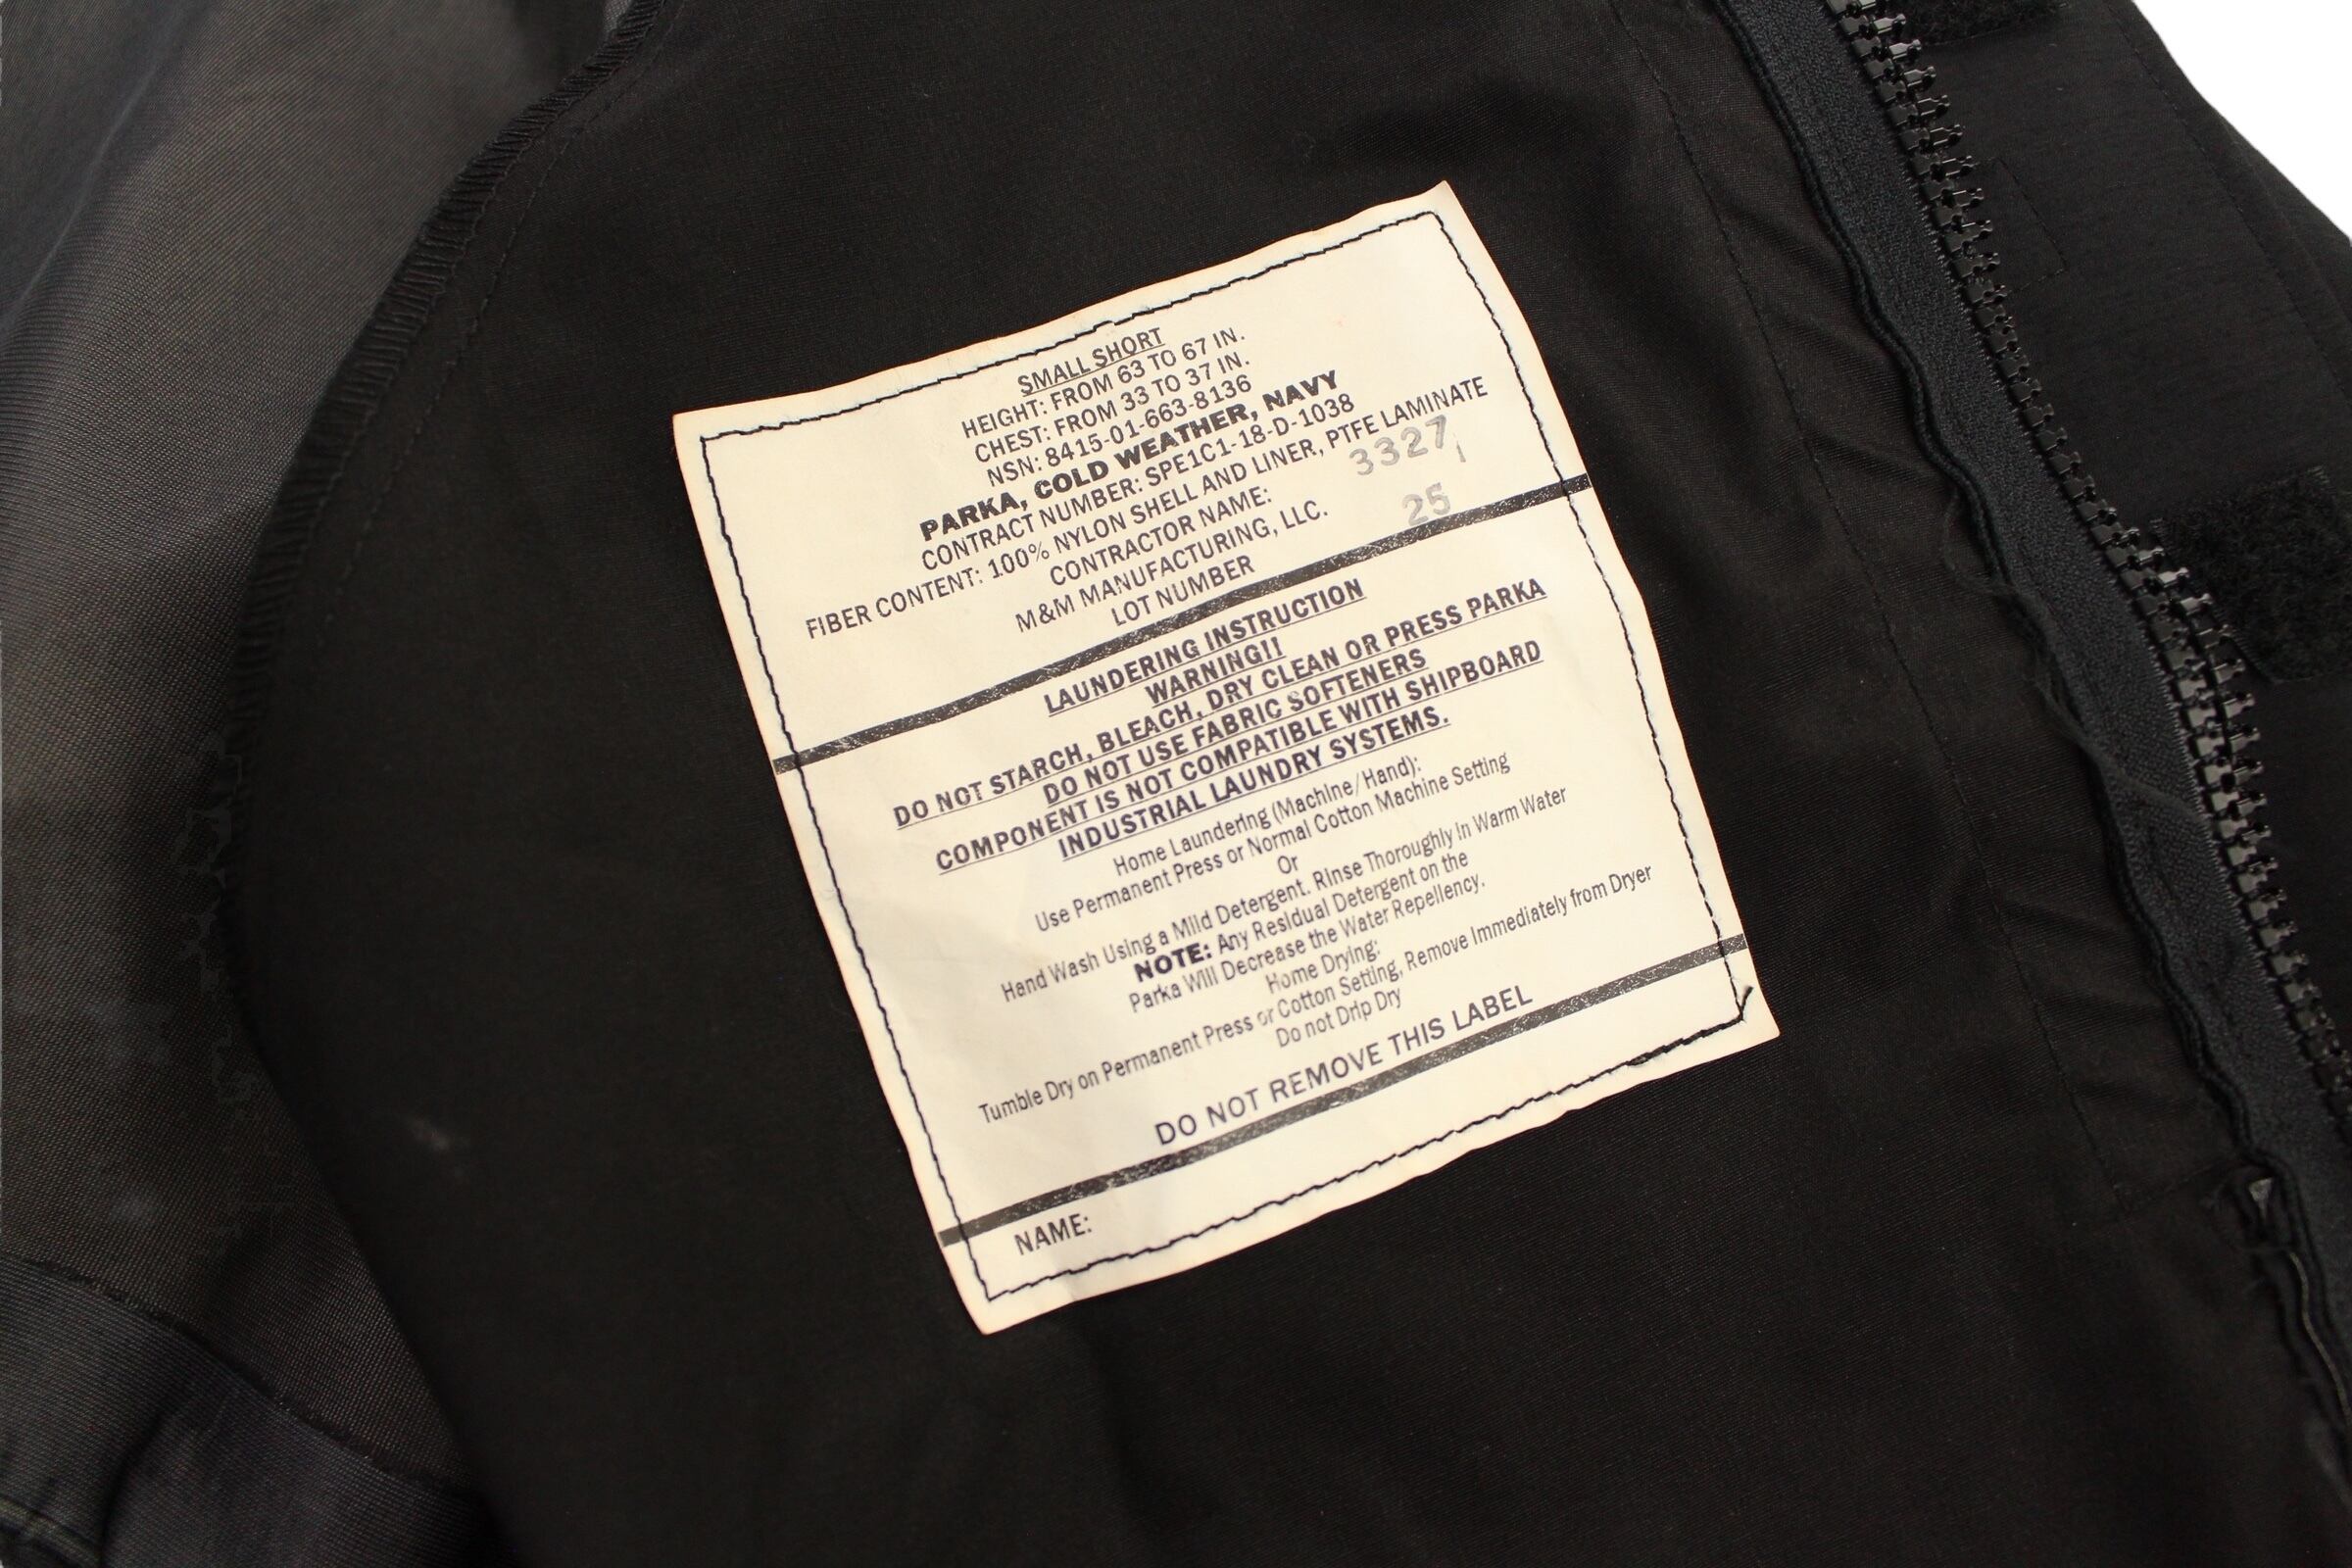 SMALL SHORT
HEIGHT: FROM 63 TO 67 IN.
CHEST: FROM 33 TO 37 IN.
NSN: 8415-01-663-8136
PARKA, COLD WEATHER, NAVY
CONTRACT NUMBER: SPE1C1-18-D-1038
FIBER CONTENT: 100% NYLON SHELL AND LINER, PTFE LAMINATE
CONTRACTOR NAME:
3327
M&M MANUFACTURING, LLC.
LOT NUMBER
25
LAUNDERING INSTRUCTION
WARNING!!
DO NOT STARCH, BLEACH, DRY CLEAN OR PRESS PARKA
DO NOT USE FABRIC SOFTENERS
COMPONENT IS NOT COMPATIBLE WITH SHIPBOARD
INDUSTRIAL LAUNDRY SYSTEMS.
Home Laundering (Machine/Hand):
Use Permanent Press or Normal Cotton Machine Setting
Or
Hand Wash Using a Mild Detergent. Rinse Thoroughly in Warm Water
NOTE: Any Residual Detergent on the
Parka Will Decrease the Water Repellency.
Home Drying:
Tumble Dry on Permanent Press or Cotton Setting, Remove Immediately from Dryer
Do not Drip Dry
DO NOT REMOVE THIS LABEL
NAME: